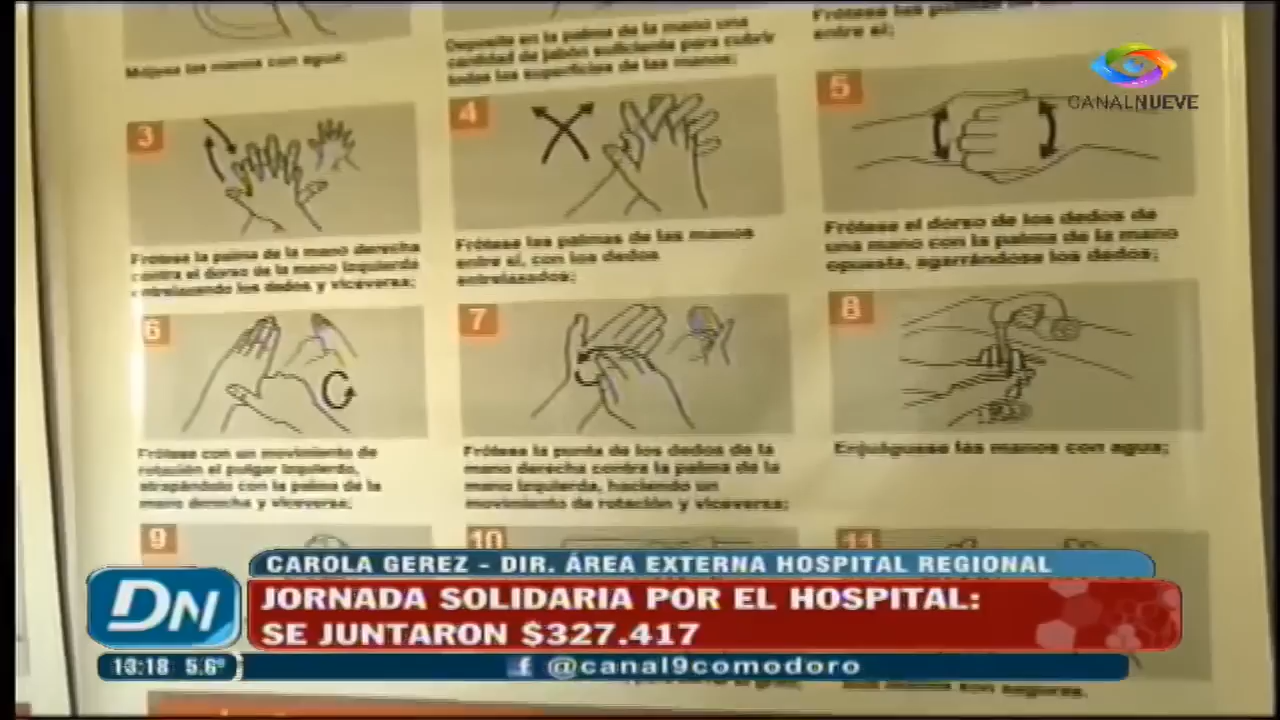 Mójese las manos con agua;
Deposite en la palma de la mano una
cantidad de jabón suficiente para cubrir
todas las superficies de las manos;
Frótese las palmas de las
entre sí;
CANALNUEVE
3
4
5
Frótese la palma de la mano derecha
contra el dorso de la mano izquierda
entrelazando los dedos y viceversa;
Frótese las palmas de las manos
entre sí, con los dedos
entrelazados;
Frótese el dorso de los dedos de
una mano con la palma de la mano
opuesta, agarrándose los dedos;
6
7
8
Frótese con un movimiento de
rotación el pulgar izquierdo,
atrapándolo con la palma de la
mano derecha y viceversa;
Frótese la punta de los dedos de la
mano derecha contra la palma de la
mano izquierda, haciendo un
movimiento de rotación y viceversa;
Enjuáguese las manos con agua;
9
10
11
CAROLA GEREZ - DIR. ÁREA EXTERNA HOSPITAL REGIONAL
DN
JORNADA SOLIDARIA POR EL HOSPITAL:
SE JUNTARON $327.417
13:18 5.6°
f @canal9comodoro
son seguras.